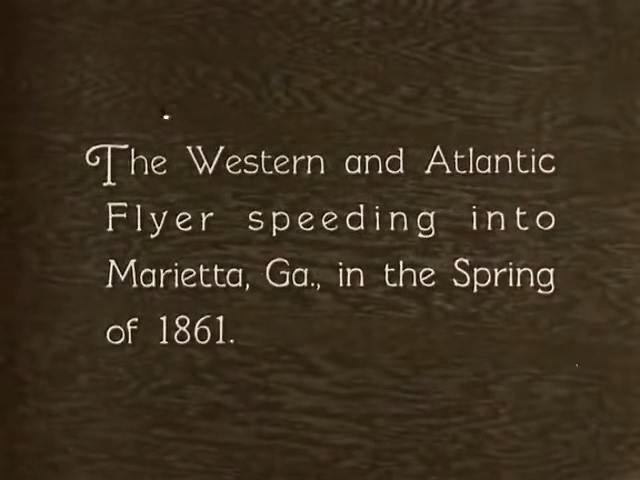 The Western and Atlantic
Flyer speeding into
Marietta, Ga., in the Spring
of 1861.